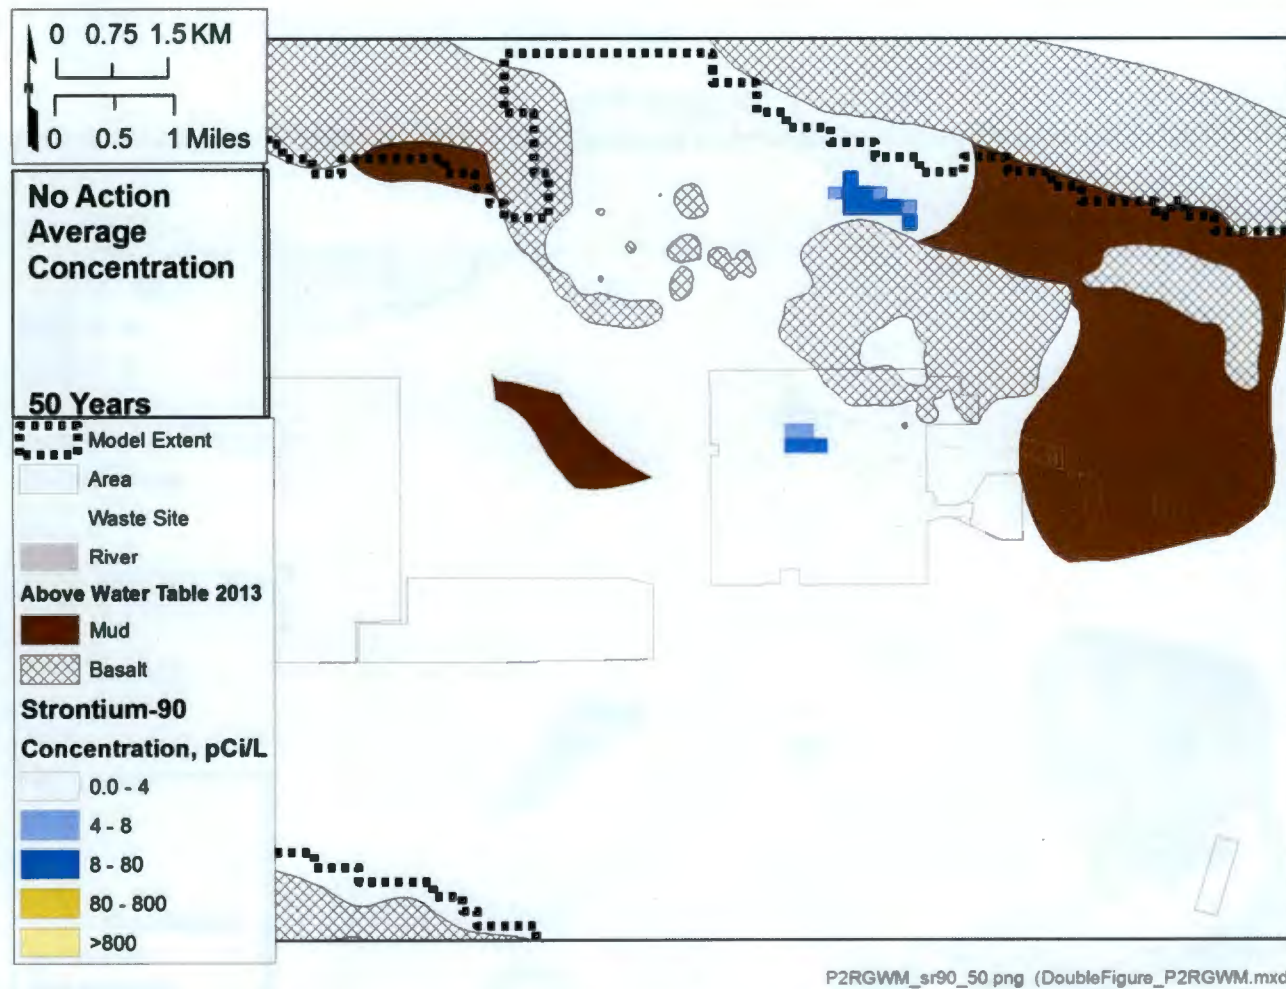 0 0.75 1.5 KM
N
0 0.5 1 Miles
No Action
Average
Concentration
50 Years
Model Extent
Area
Waste Site
River
Above Water Table 2013
Mud
Basalt
Strontium-90
Concentration, pCi/L
0.0 - 4
4 - 8
8 - 80
80 - 800
>800
P2RGWM_sr90_50 png (DoubleFigure_P2RGWM.mxd